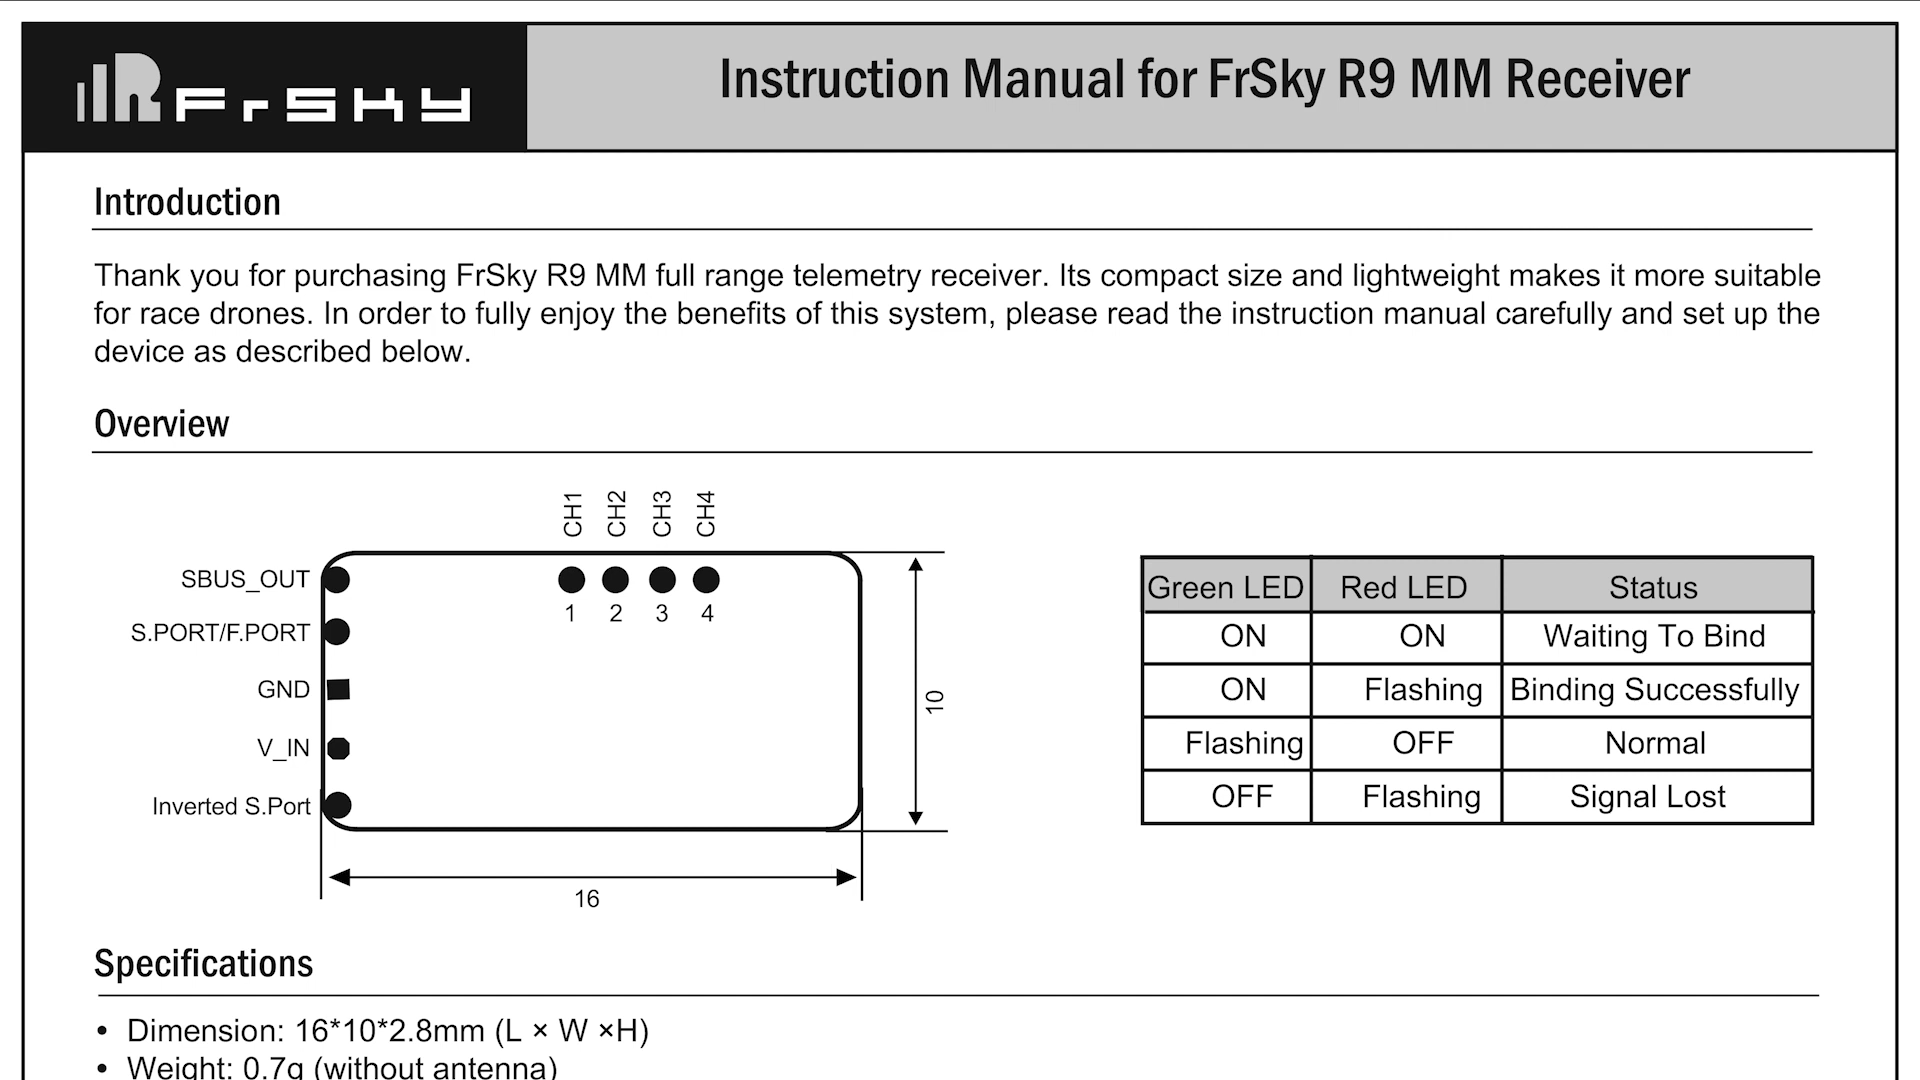 FrSKY
Instruction Manual for FrSky R9 MM Receiver
Introduction
Thank you for purchasing FrSky R9 MM full range telemetry receiver. Its compact size and lightweight makes it more suitable
for race drones. In order to fully enjoy the benefits of this system, please read the instruction manual carefully and set up the
device as described below.
Overview
CH1
CH2
CH3
CH4
SBUS_OUT
S.PORT/F.PORT
GND
V_IN
Inverted S.Port
1 2 3 4
10
16
Green LED Red LED Status
ON ON Waiting To Bind
ON Flashing Binding Successfully
Flashing OFF Normal
OFF Flashing Signal Lost
Specifications
• Dimension: 16*10*2.8mm (L × W ×H)
• Weight: 0.7g (without antenna)